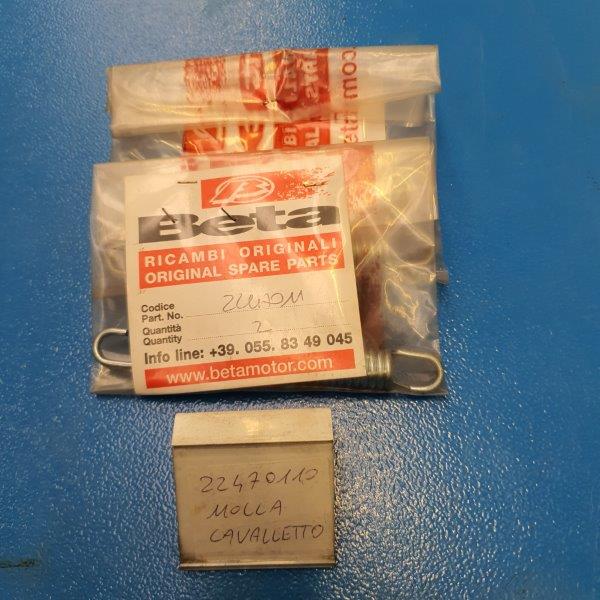 Beta
RICAMBI ORIGINALI
ORIGINAL SPARE PARTS
Codice
Part. No.
Quantità
Quantity
2
Info line: +39. 055. 83 49 045
www.betamotor.com
22470110
MOLLA
CAVALLETTO